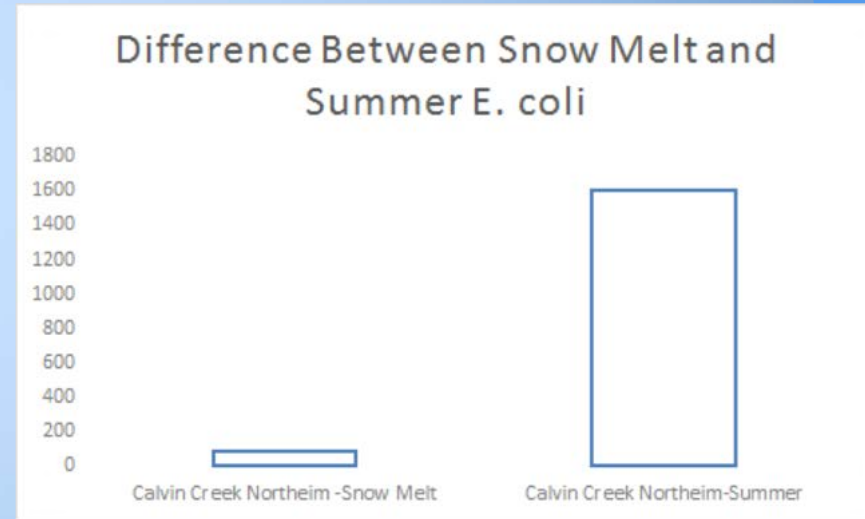 Difference Between Snow Melt and
Summer E. coli
1800
1600
1400
1200
1000
800
600
400
200
0
Calvin Creek Northeim -Snow Melt
Calvin Creek Northeim-Summer